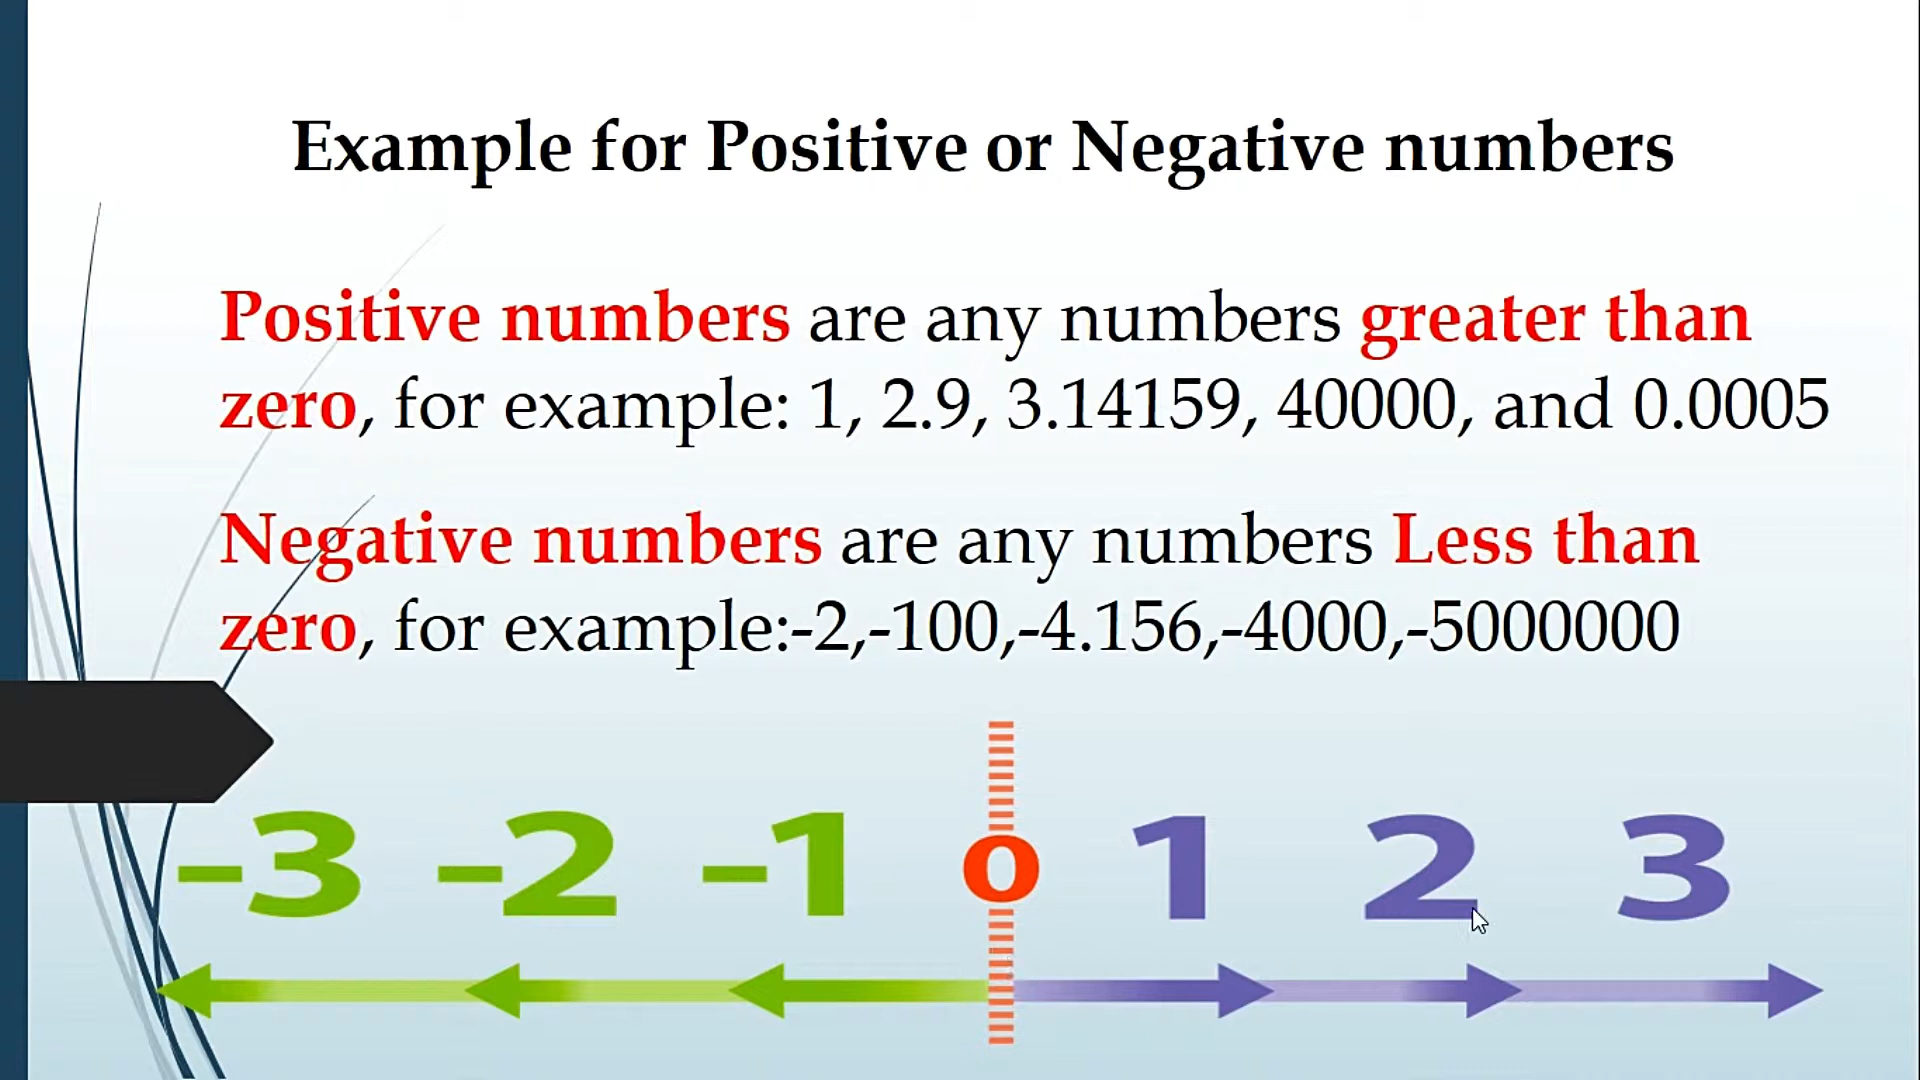 Example for Positive or Negative numbers
Positive numbers are any numbers greater than
zero, for example: 1, 2.9, 3.14159, 40000, and 0.0005
Negative numbers are any numbers Less than
zero, for example:-2,-100,-4.156,-4000,-5000000
-3 -2 -1 0 1 2 3